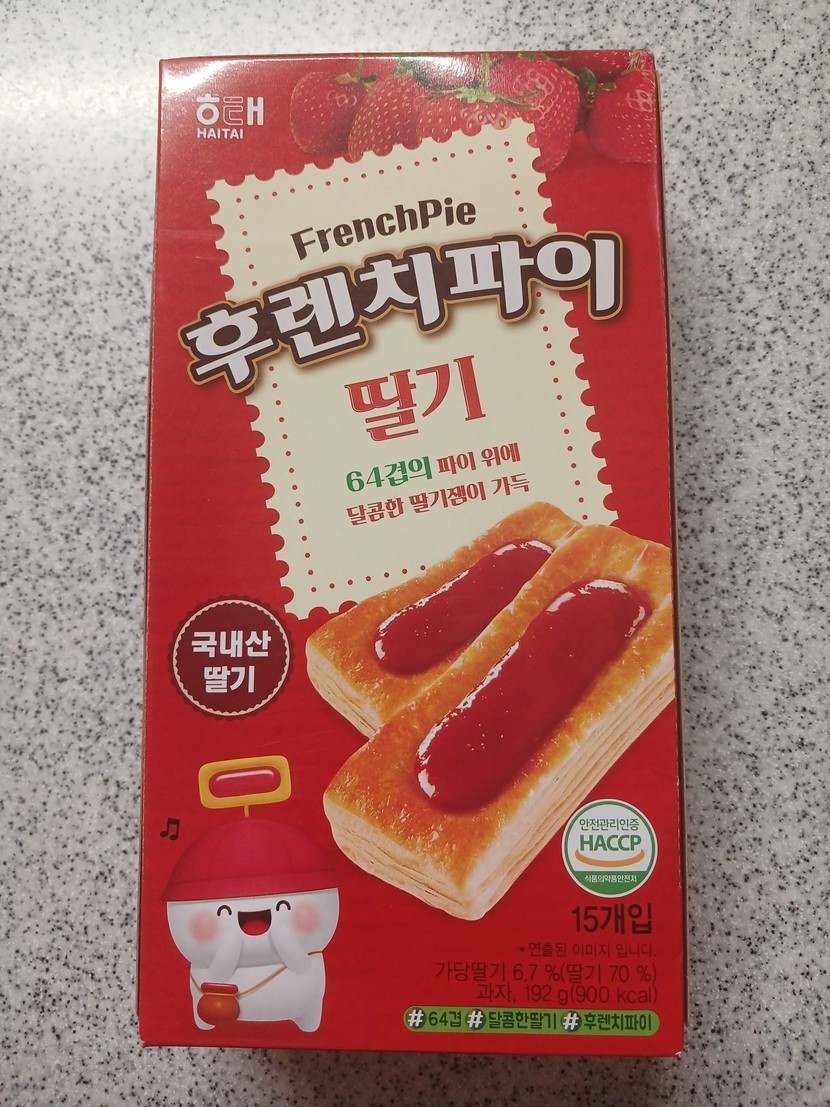 해태
HAITAI
FrenchPie
후렌치파이
딸기
64겹의 파이 위에
달콤한 딸기잼이 가득
국내산
딸기
안전관리인증
HACCP
식품의약품안전처
15개입
* 연출된 이미지 입니다.
가당딸기 6.7 %(딸기 70 %)
과자, 192 g(900 kcal)
#64겹 #달콤한딸기 #후렌치파이